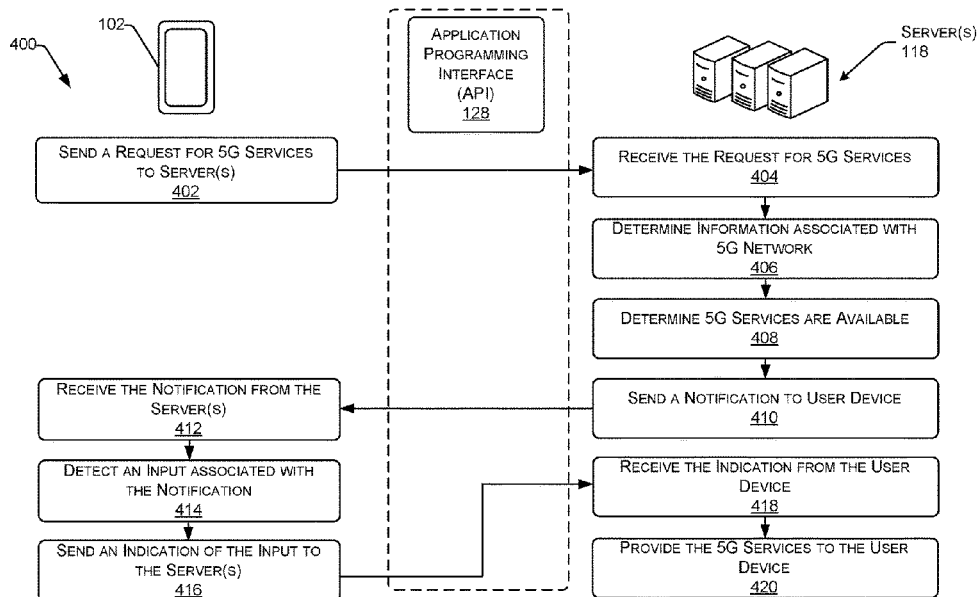 400
102
APPLICATION
PROGRAMMING
INTERFACE
(API)
128
SERVER(S)
118
SEND A REQUEST FOR 5G SERVICES
TO SERVER(S)
402
RECEIVE THE REQUEST FOR 5G SERVICES
404
DETERMINE INFORMATION ASSOCIATED WITH
5G NETWORK
406
DETERMINE 5G SERVICES ARE AVAILABLE
408
SEND A NOTIFICATION TO USER DEVICE
410
RECEIVE THE NOTIFICATION FROM THE
SERVER(S)
412
DETECT AN INPUT ASSOCIATED WITH
THE NOTIFICATION
414
SEND AN INDICATION OF THE INPUT TO
THE SERVER(S)
416
RECEIVE THE INDICATION FROM THE USER
DEVICE
418
PROVIDE THE 5G SERVICES TO THE USER
DEVICE
420